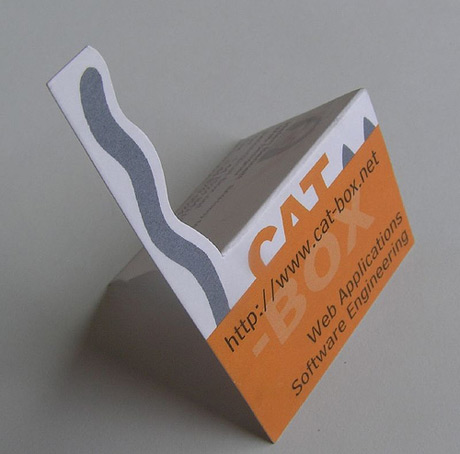 CAT
http://www.cat-box.net
-BOX
Web Applications
Software Engineering